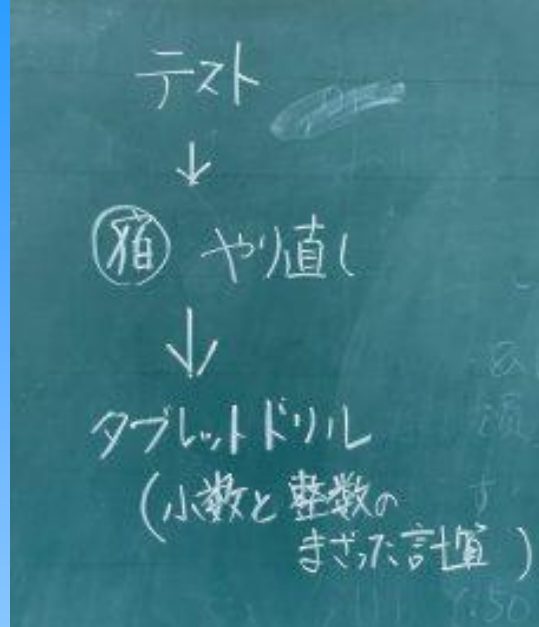 テスト
↓
宿 やり直し
↓
タブレットドリル
(小数と整数の
まざった計算)